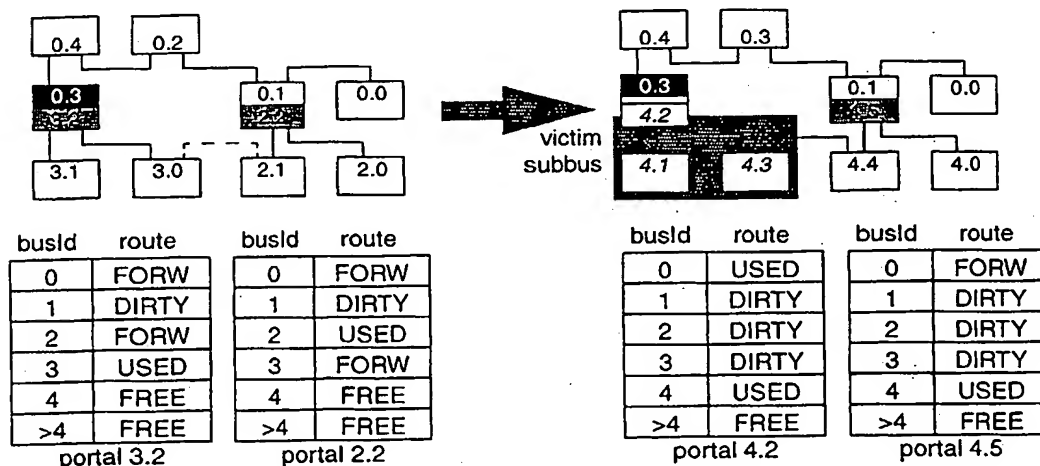 0.4
0.2
0.3
0.1
0.0
3.1
3.0
2.1
2.0
0.4
0.3
0.3
0.1
0.0
4.2
victim
subbus
4.1
4.3
4.4
4.0
busId route
0 FORW
1 DIRTY
2 FORW
3 USED
4 FREE
>4 FREE
portal 3.2
busId route
0 FORW
1 DIRTY
2 USED
3 FORW
4 FREE
>4 FREE
portal 2.2
busId route
0 USED
1 DIRTY
2 DIRTY
3 DIRTY
4 USED
>4 FREE
portal 4.2
busId route
0 FORW
1 DIRTY
2 DIRTY
3 DIRTY
4 USED
>4 FREE
portal 4.5